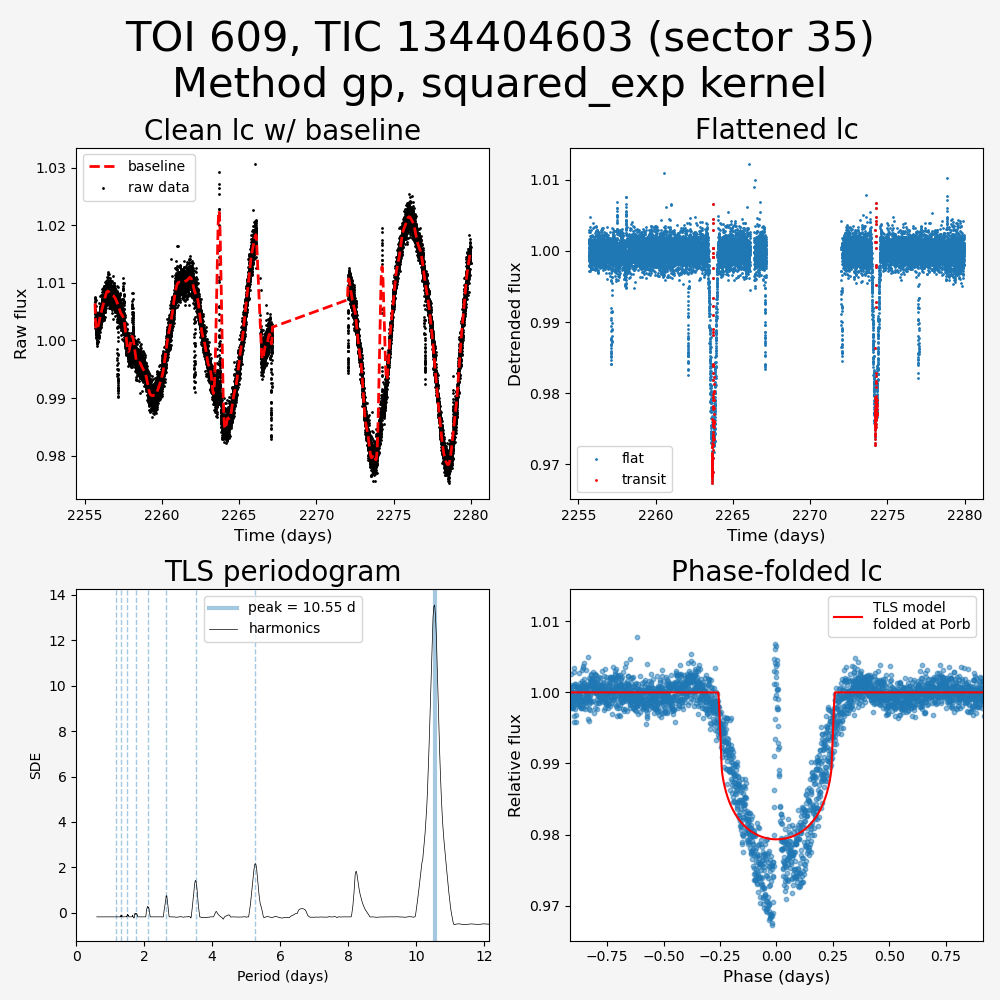 TOI 609, TIC 134404603 (sector 35)
Method gp, squared_exp kernel
Clean lc w/ baseline
baseline
raw data
1.03
1.02
1.01
1.00
0.99
0.98
Raw flux
2255
2260
2265
2270
2275
2280
Time (days)
Flattened lc
flat
transit
1.01
1.00
0.99
0.98
0.97
Detrended flux
2255
2260
2265
2270
2275
2280
Time (days)
TLS periodogram
peak = 10.55 d
harmonics
14
12
10
8
6
4
2
0
SDE
0
2
4
6
8
10
12
Period (days)
Phase-folded lc
TLS model
folded at Porb
1.01
1.00
0.99
0.98
0.97
Relative flux
−0.75
−0.50
−0.25
0.00
0.25
0.50
0.75
Phase (days)